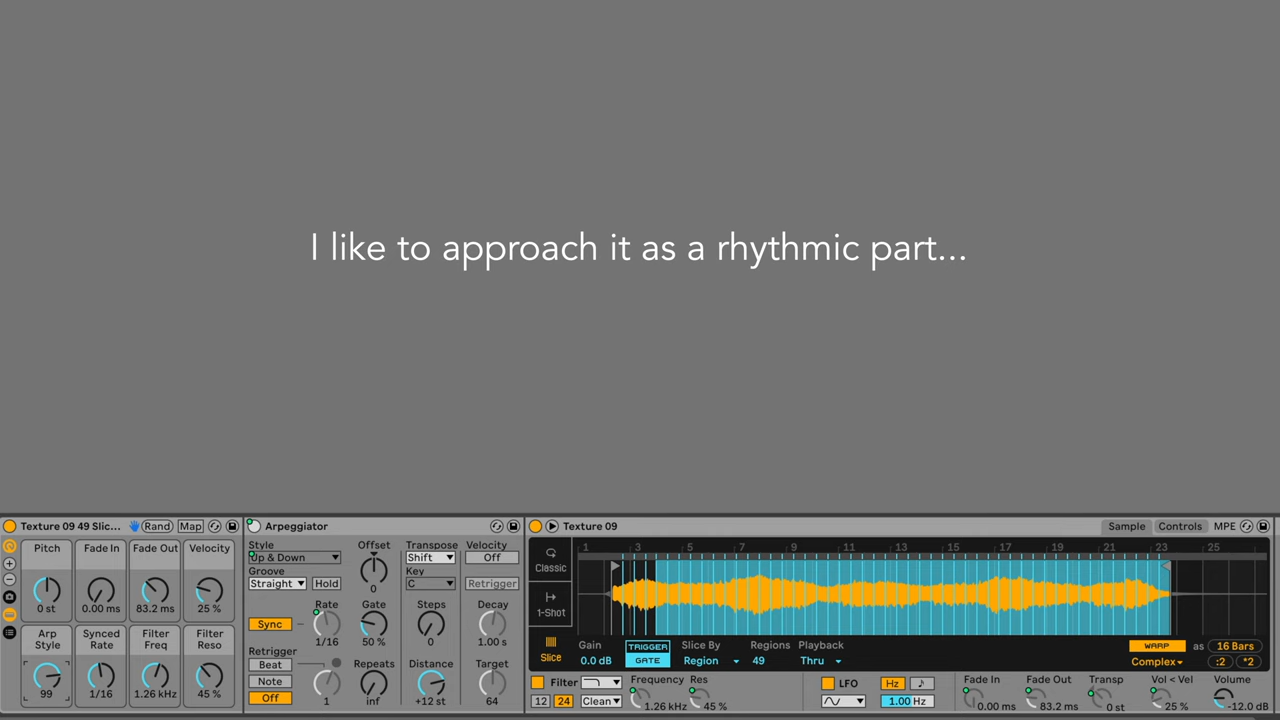 I like to approach it as a rhythmic part...
Texture 09 49 Slic... Rand Map
Pitch Fade In Fade Out Velocity
0 st 0.00 ms 83.2 ms 25 %
Arp Style Synced Rate Filter Freq Filter Reso
99 1/16 1.26 kHz 45 %
Arpeggiator
Style Offset Transpose Velocity
Up & Down Shift Off
Groove Key
Straight Hold 0 C Retrigger
Rate Gate Steps Decay
Sync 1/16 50 % 0 1.00 s
Retrigger
Beat Repeats Distance Target
Note
Off 1 inf +12 st 64
Texture 09 Sample Controls MPE
1 3 5 7 9 11 13 15 17 19 21 23 25
Classic
1-Shot
Slice
Gain TRIGGER Slice By Regions Playback WARP as 16 Bars
0.0 dB GATE Region 49 Thru Complex :2 *2
Filter Frequency Res LFO Hz Fade In Fade Out Transp Vol < Vel Volume
12 24 Clean 1.26 kHz 45 % 1.00 Hz 0.00 ms 83.2 ms 0 st 25 % -12.0 dB